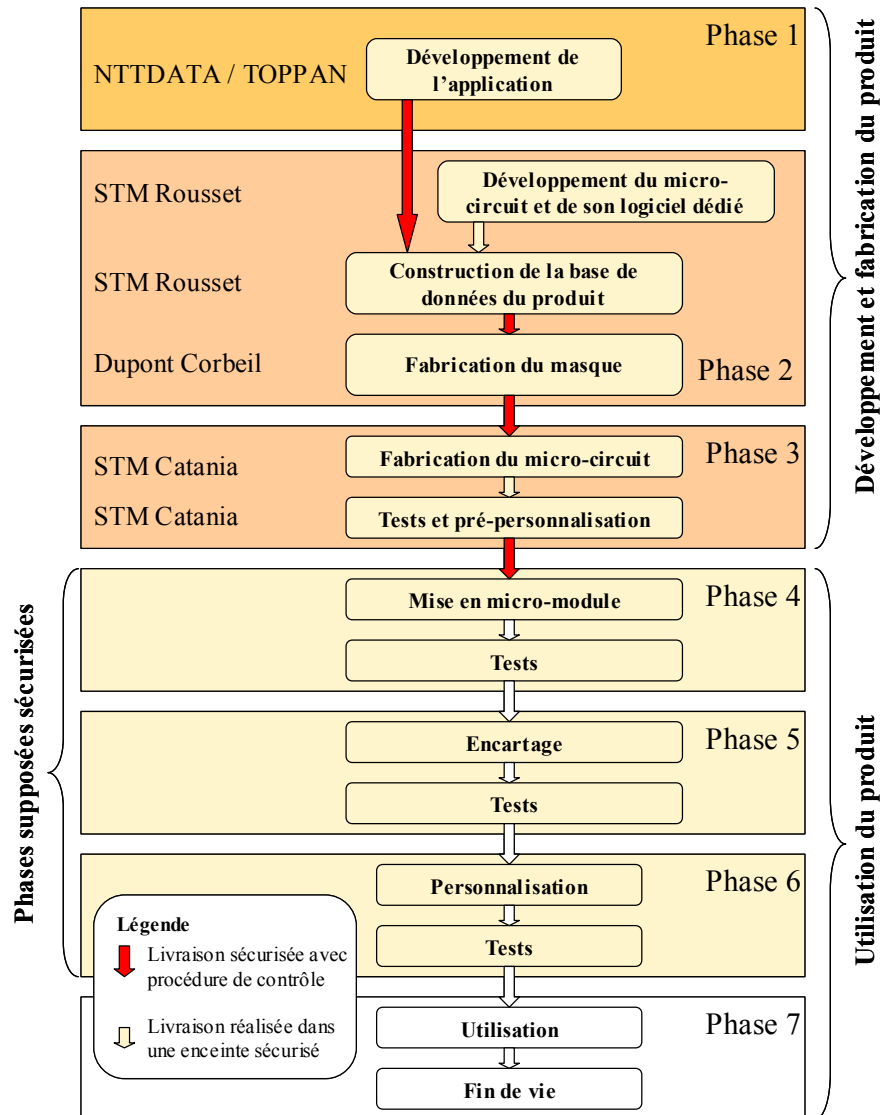 Phase 1
NTTDATA / TOPPAN
Développement de
l'application
STM Rousset
Développement du micro-
circuit et de son logiciel dédié
STM Rousset
Construction de la base de
données du produit
Dupont Corbeil
Fabrication du masque
Phase 2
Phase 3
STM Catania
Fabrication du micro-circuit
STM Catania
Tests et pré-personnalisation
Développement et fabrication du produit
Phase 4
Mise en micro-module
Tests
Phase 5
Encartage
Tests
Phase 6
Personnalisation
Tests
Phases supposées sécurisées
Légende
Livraison sécurisée avec
procédure de contrôle
Livraison réalisée dans
une enceinte sécurisé
Phase 7
Utilisation
Fin de vie
Utilisation du produit